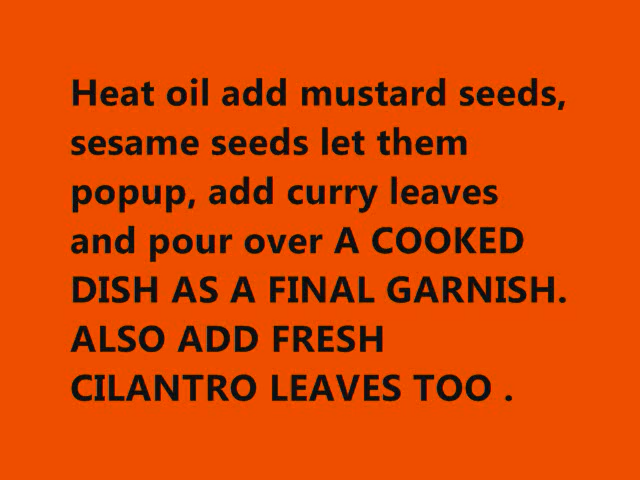 Heat oil add mustard seeds,
sesame seeds let them
popup, add curry leaves
and pour over A COOKED
DISH AS A FINAL GARNISH.
ALSO ADD FRESH
CILANTRO LEAVES TOO .